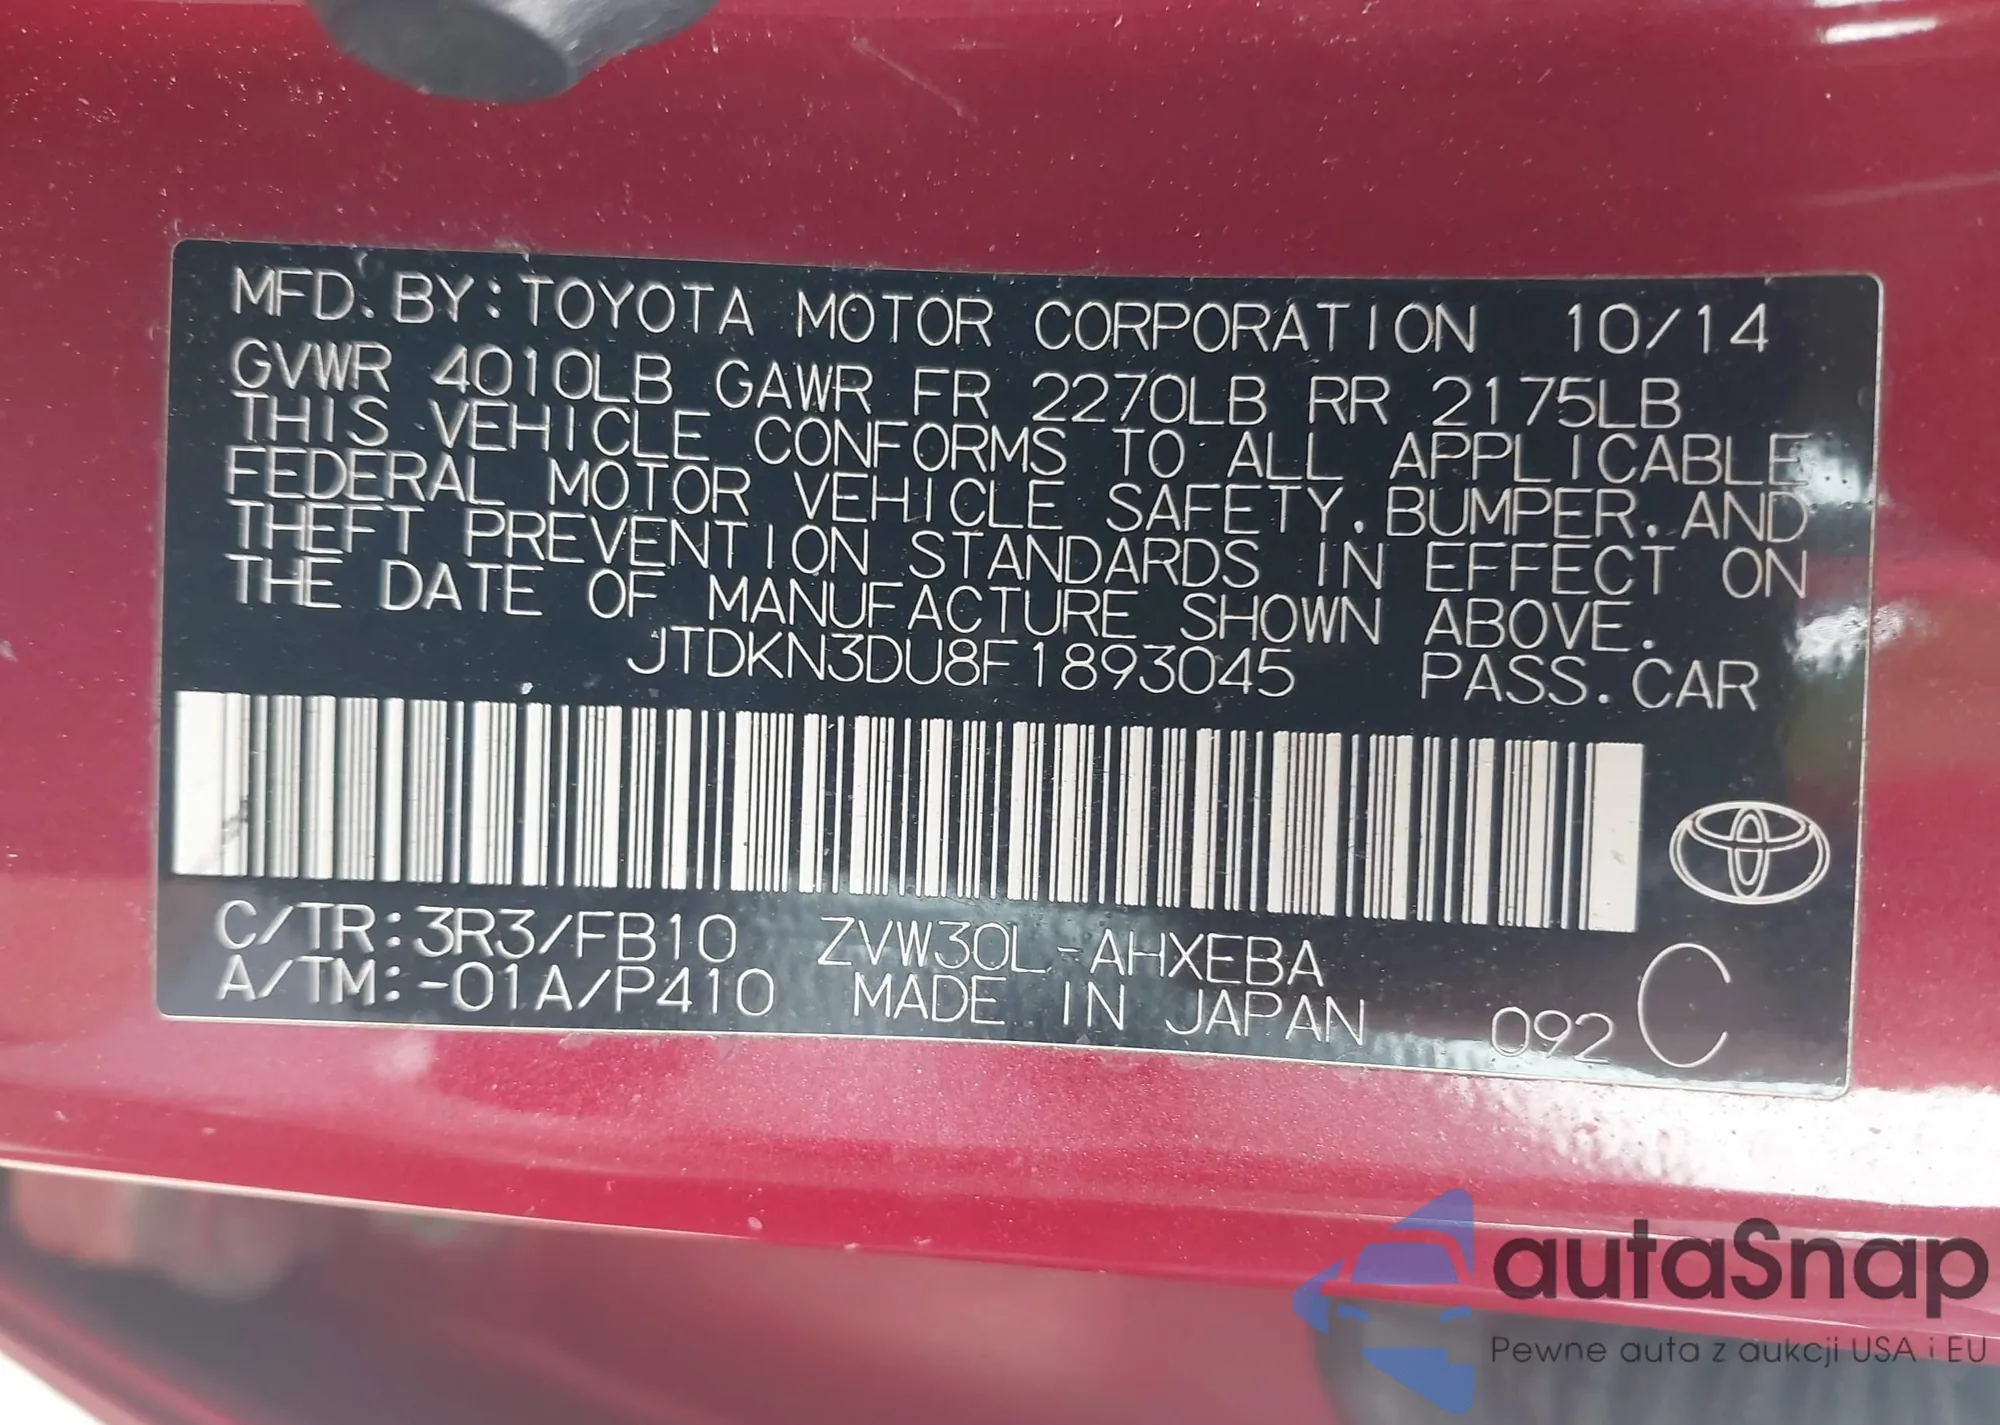 MFD. BY: TOYOTA MOTOR CORPORATION 10/14
GVWR 4010LB GAWR FR 2270LB RR 2175LB
THIS VEHICLE CONFORMS TO ALL APPLICABLE
FEDERAL MOTOR VEHICLE SAFETY, BUMPER, AND
THEFT PREVENTION STANDARDS IN EFFECT ON
THE DATE OF MANUFACTURE SHOWN ABOVE.
JTDKN3DU8F1893045 PASS. CAR
C/TR: 3R3/FB10 ZVW30L-AHXEBA
A/TM: -01A/P410 MADE IN JAPAN 092 C
autaSnap
Pewne auta z aukcji USA i EU